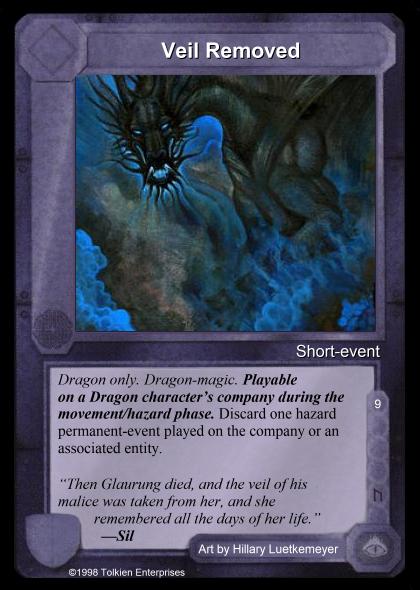 Veil Removed
Short-event
Dragon only. Dragon-magic. Playable
on a Dragon character's company during the
movement/hazard phase. Discard one hazard
permanent-event played on the company or an
associated entity.
9
“Then Glaurung died, and the veil of his
malice was taken from her, and she
remembered all the days of her life.”
—Sil
Art by Hillary Luetkemeyer
©1998 Tolkien Enterprises